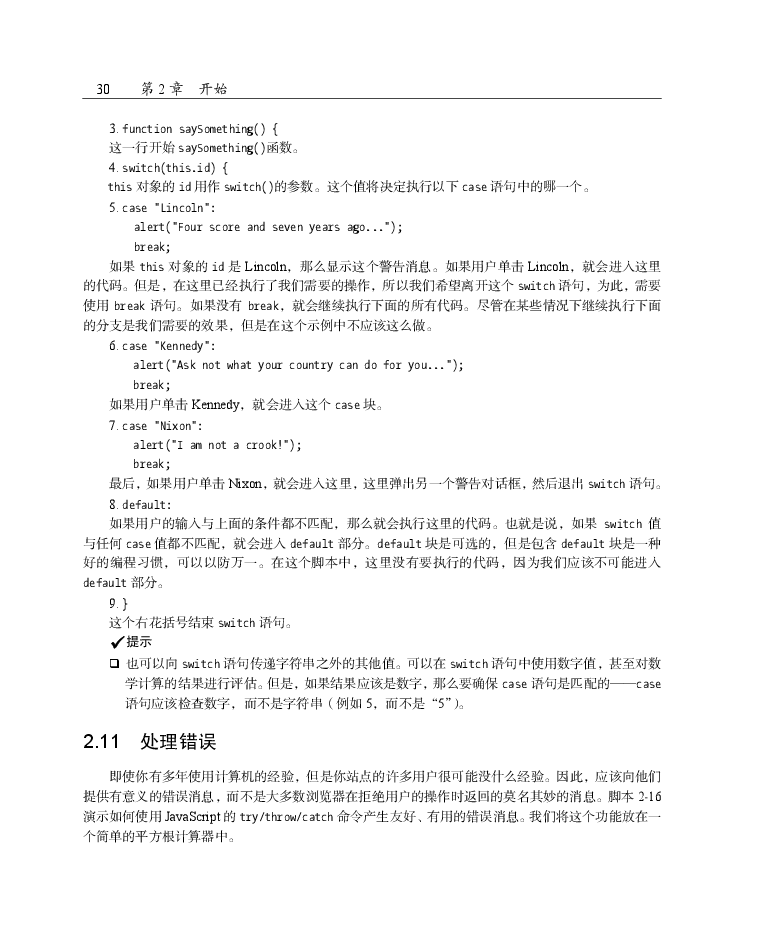 30 第 2 章 开始
3. function saySomething() {
这一行开始 saySomething()函数。
4. switch(this.id) {
this 对象的 id 用作 switch()的参数。这个值将决定执行以下 case 语句中的哪一个。
5. case "Lincoln":
alert("Four score and seven years ago...");
break;
如果 this 对象的 id 是 Lincoln，那么显示这个警告消息。如果用户单击 Lincoln，就会进入这里
的代码。但是，在这里已经执行了我们需要的操作，所以我们希望离开这个 switch 语句，为此，需要
使用 break 语句。如果没有 break，就会继续执行下面的所有代码。尽管在某些情况下继续执行下面
的分支是我们需要的效果，但是在这个示例中不应该这么做。
6. case "Kennedy":
alert("Ask not what your country can do for you...");
break;
如果用户单击 Kennedy，就会进入这个 case 块。
7. case "Nixon":
alert("I am not a crook!");
break;
最后，如果用户单击 Nixon，就会进入这里，这里弹出另一个警告对话框，然后退出 switch 语句。
8. default:
如果用户的输入与上面的条件都不匹配，那么就会执行这里的代码。也就是说，如果 switch 值
与任何 case 值都不匹配，就会进入 default 部分。default 块是可选的，但是包含 default 块是一种
好的编程习惯，可以以防万一。在这个脚本中，这里没有要执行的代码，因为我们应该不可能进入
default 部分。
9. }
这个右花括号结束 switch 语句。
✓提示
❑ 也可以向 switch 语句传递字符串之外的其他值。可以在 switch 语句中使用数字值，甚至对数
学计算的结果进行评估。但是，如果结果应该是数字，那么要确保 case 语句是匹配的——case
语句应该检查数字，而不是字符串（例如 5，而不是“5”）。
2.11 处理错误
即使你有多年使用计算机的经验，但是你站点的许多用户很可能没什么经验。因此，应该向他们
提供有意义的错误消息，而不是大多数浏览器在拒绝用户的操作时返回的莫名其妙的消息。脚本 2-16
演示如何使用 JavaScript 的 try/throw/catch 命令产生友好、有用的错误消息。我们将这个功能放在一
个简单的平方根计算器中。